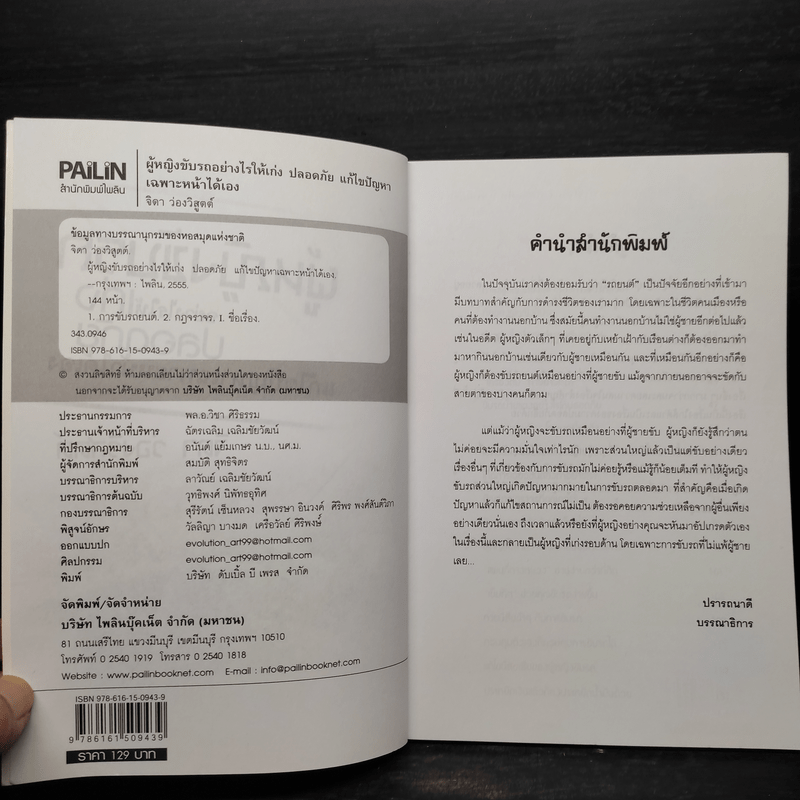 PAiLiN
สำนักพิมพ์ไพลิน
ผู้หญิงขับรถอย่างไรให้เก่ง ปลอดภัย แก้ไขปัญหา
เฉพาะหน้าได้เอง
จิดา ว่องวิสูตต์
ข้อมูลทางบรรณานุกรมของหอสมุดแห่งชาติ
จิดา ว่องวิสูตต์.
ผู้หญิงขับรถอย่างไรให้เก่ง ปลอดภัย แก้ไขปัญหาเฉพาะหน้าได้เอง.
--กรุงเทพฯ : ไพลิน, 2555.
144 หน้า.
1. การขับรถยนต์. 2. กฎจราจร. I. ชื่อเรื่อง.
343.0946
ISBN 978-616-15-0943-9
© สงวนลิขสิทธิ์ ห้ามลอกเลียนไม่ว่าส่วนหนึ่งส่วนใดของหนังสือ
นอกจากจะได้รับอนุญาตจาก บริษัท ไพลินบุ๊คเน็ต จำกัด (มหาชน)
ประธานกรรมการ พล.อ.วิชา ศิริธรรม
ประธานเจ้าหน้าที่บริหาร ฉัตรเฉลิม เฉลิมชัยวัฒน์
ที่ปรึกษากฎหมาย อนันต์ แย้มเกษร น.บ., นศ.ม.
ผู้จัดการสำนักพิมพ์ สมบัติ สุทธิจิตร
บรรณาธิการบริหาร ลาวัณย์ เฉลิมชัยวัฒน์
บรรณาธิการต้นฉบับ วุทธิพงศ์ นิพัทธอุทิศ
กองบรรณาธิการ สุรีรัตน์ เซ็นหลวง สุพรรษา อินวงค์ ศิริพร พงศ์สันติวิภา
พิสูจน์อักษร วัลลิญา บางมด เครือวัลย์ ศิริพงษ์
ออกแบบปก evolution_art99@hotmail.com
ศิลปกรรม evolution_art99@hotmail.com
พิมพ์ บริษัท ดับเบิ้ล บี เพรส จำกัด
จัดพิมพ์/จัดจำหน่าย
บริษัท ไพลินบุ๊คเน็ต จำกัด (มหาชน)
81 ถนนเสรีไทย แขวงมีนบุรี เขตมีนบุรี กรุงเทพฯ 10510
โทรศัพท์ 0 2540 1919 โทรสาร 0 2540 1818
Website : www.pailinbooknet.com E-mail : info@pailinbooknet.com
ISBN 978-616-15-0943-9
9 786161 509439
ราคา 129 บาท
คำนำสำนักพิมพ์
ในปัจจุบันเราคงต้องยอมรับว่า “รถยนต์” เป็นปัจจัยอีกอย่างที่เข้ามา
มีบทบาทสำคัญกับการดำรงชีวิตของเรามาก โดยเฉพาะในชีวิตคนเมืองหรือ
คนที่ต้องทำงานนอกบ้าน ซึ่งสมัยนี้คนทำงานนอกบ้านไม่ใช่ผู้ชายอีกต่อไปแล้ว
เช่นในอดีต ผู้หญิงตัวเล็กๆ ที่เคยอยู่กับเหย้าเฝ้ากับเรือนต่างก็ต้องออกมาทำ
มาหากินนอกบ้านเช่นเดียวกับผู้ชายเหมือนกัน และที่เหมือนกันอีกอย่างก็คือ
ผู้หญิงก็ต้องขับรถยนต์เหมือนอย่างที่ผู้ชายขับ แม้ดูจากภายนอกอาจจะขัดกับ
สายตาของบางคนก็ตาม
แต่แม้ว่าผู้หญิงจะขับรถเหมือนอย่างที่ผู้ชายขับ ผู้หญิงก็ยังรู้สึกว่าตน
ไม่ค่อยจะมีความมั่นใจเท่าไรนัก เพราะส่วนใหญ่แล้วเป็นแต่ขับอย่างเดียว
เรื่องอื่นๆ ที่เกี่ยวข้องกับการขับรถมักไม่ค่อยรู้หรือแม้รู้ก็น้อยเต็มที ทำให้ผู้หญิง
ขับรถส่วนใหญ่เกิดปัญหามากมายในการขับรถตลอดมา ที่สำคัญคือเมื่อเกิด
ปัญหาแล้วก็แก้ไขสถานการณ์ไม่เป็น ต้องรอคอยความช่วยเหลือจากผู้อื่นเพียง
อย่างเดียวนั่นเอง ถึงเวลาแล้วหรือยังที่ผู้หญิงอย่างคุณจะหันมาอัปเกรดตัวเอง
ในเรื่องนี้และกลายเป็นผู้หญิงที่เก่งรอบด้าน โดยเฉพาะการขับรถที่ไม่แพ้ผู้ชาย
เลย...
ปรารถนาดี
บรรณาธิการ